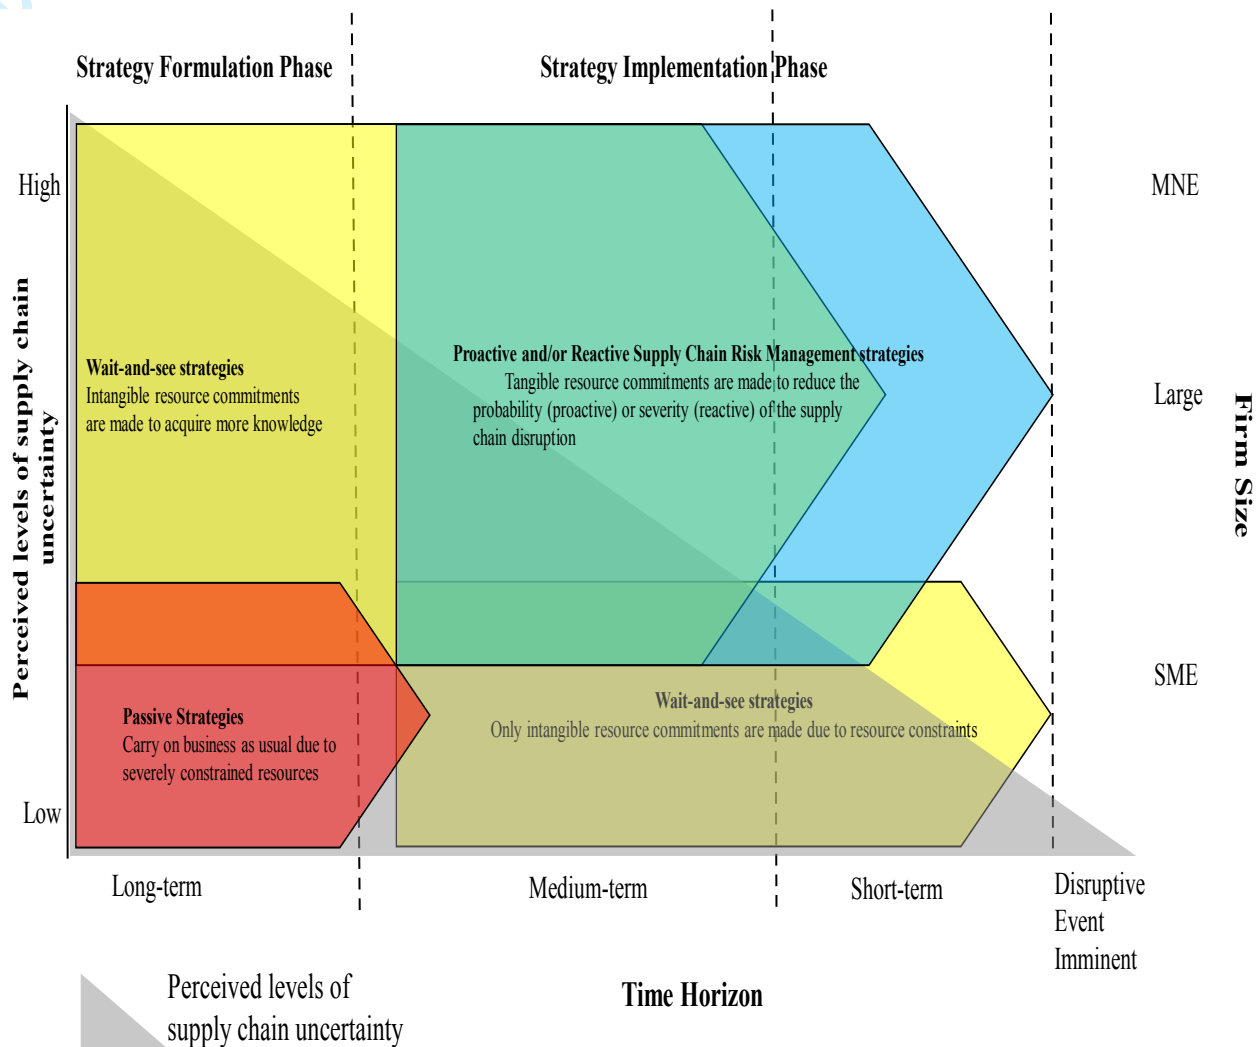 Strategy Formulation Phase
Strategy Implementation Phase
High
MNE
Perceived levels of supply chain
uncertainty
Wait-and-see strategies
Intangible resource commitments
are made to acquire more knowledge
Proactive and/or Reactive Supply Chain Risk Management strategies
Tangible resource commitments are made to reduce the
probability (proactive) or severity (reactive) of the supply
chain disruption
Large
Firm Size
SME
Passive Strategies
Carry on business as usual due to
severely constrained resources
Wait-and-see strategies
Only intangible resource commitments are made due to resource constraints
Low
Long-term
Medium-term
Short-term
Disruptive
Event
Imminent
Time Horizon
Perceived levels of
supply chain uncertainty